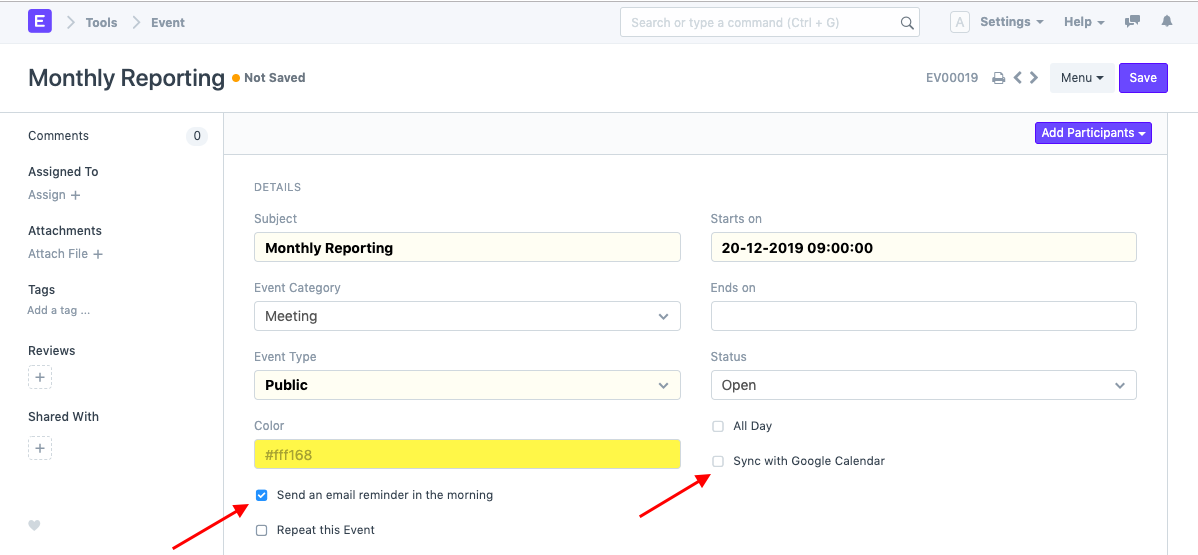 E
Tools
Event
Search or type a command (Ctrl + G)
A
Settings
Help
Monthly Reporting
Not Saved
EV00019
Menu
Save
Comments
0
Assigned To
Assign +
Attachments
Attach File +
Tags
Add a tag ...
Reviews
+
Shared With
+
Add Participants
DETAILS
Subject
Monthly Reporting
Event Category
Meeting
Event Type
Public
Color
#fff168
Send an email reminder in the morning
Repeat this Event
Starts on
20-12-2019 09:00:00
Ends on
Status
Open
All Day
Sync with Google Calendar